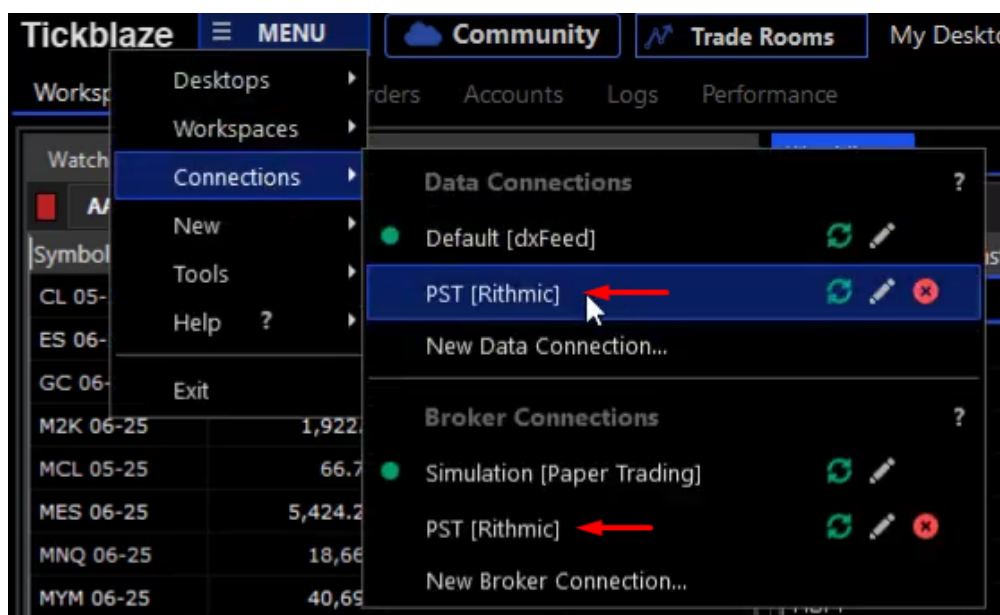 Tickblaze ☰ MENU Community Trade Rooms My Deskto
Worksp rders Accounts Logs Performance
Desktops
Workspaces
Watch
Connections
New
Tools
Help ?
Exit
Data Connections ?
Default [dxFeed]
PST [Rithmic]
New Data Connection...
Broker Connections ?
Simulation [Paper Trading]
PST [Rithmic]
New Broker Connection...
Symbol
CL 05-
ES 06-
GC 06-
M2K 06-25 1,922.
MCL 05-25 66.7
MES 06-25 5,424.2
MNQ 06-25 18,66
MYM 06-25 40,69